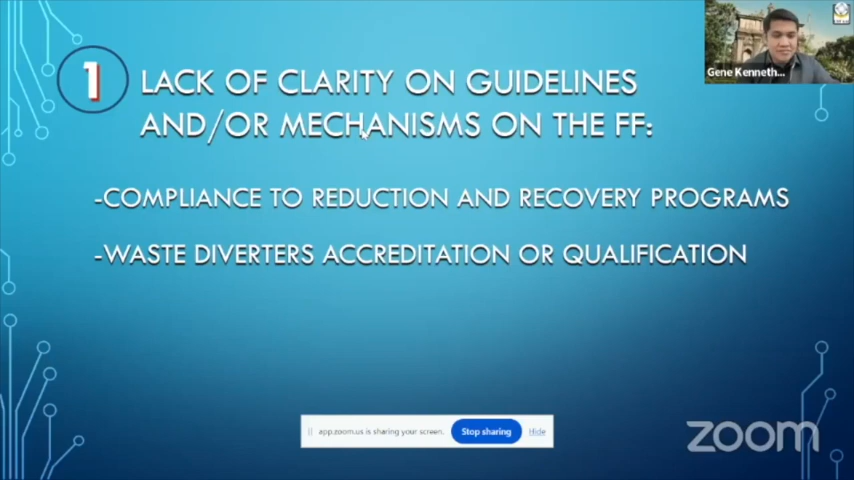 1
LACK OF CLARITY ON GUIDELINES
AND/OR MECHANISMS ON THE FF:
-COMPLIANCE TO REDUCTION AND RECOVERY PROGRAMS
-WASTE DIVERTERS ACCREDITATION OR QUALIFICATION
Gene Kenneth...
app.zoom.us is sharing your screen. Stop sharing Hide
zoom